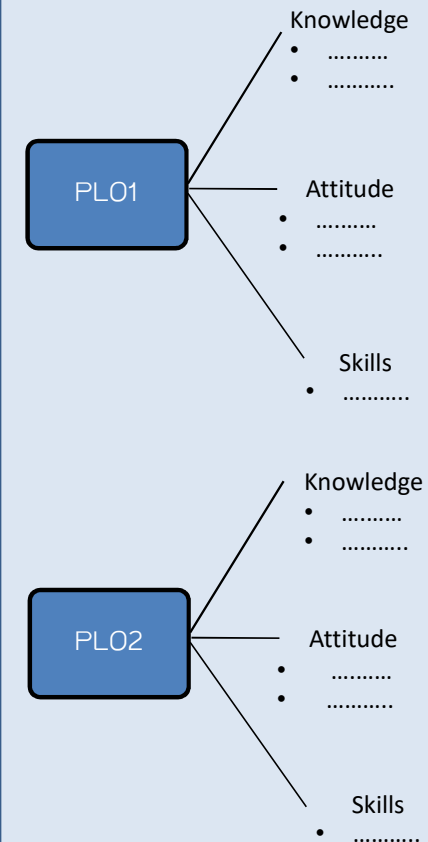 Knowledge
• ….……
• ………..
PLO1
Attitude
• ….……
• ………..
Skills
• ………..
Knowledge
• ….……
• ………..
PLO2
Attitude
• ….……
• ………..
Skills
• ………..